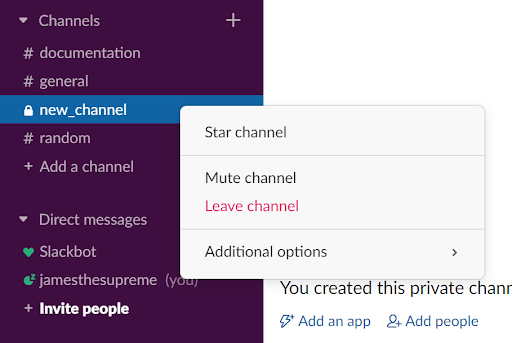 Channels
# documentation
# general
new_channel
# random
+ Add a channel
Direct messages
Slackbot
jamesthesupreme (you)
+ Invite people
Star channel
Mute channel
Leave channel
Additional options
You created this private chann
Add an app
Add people